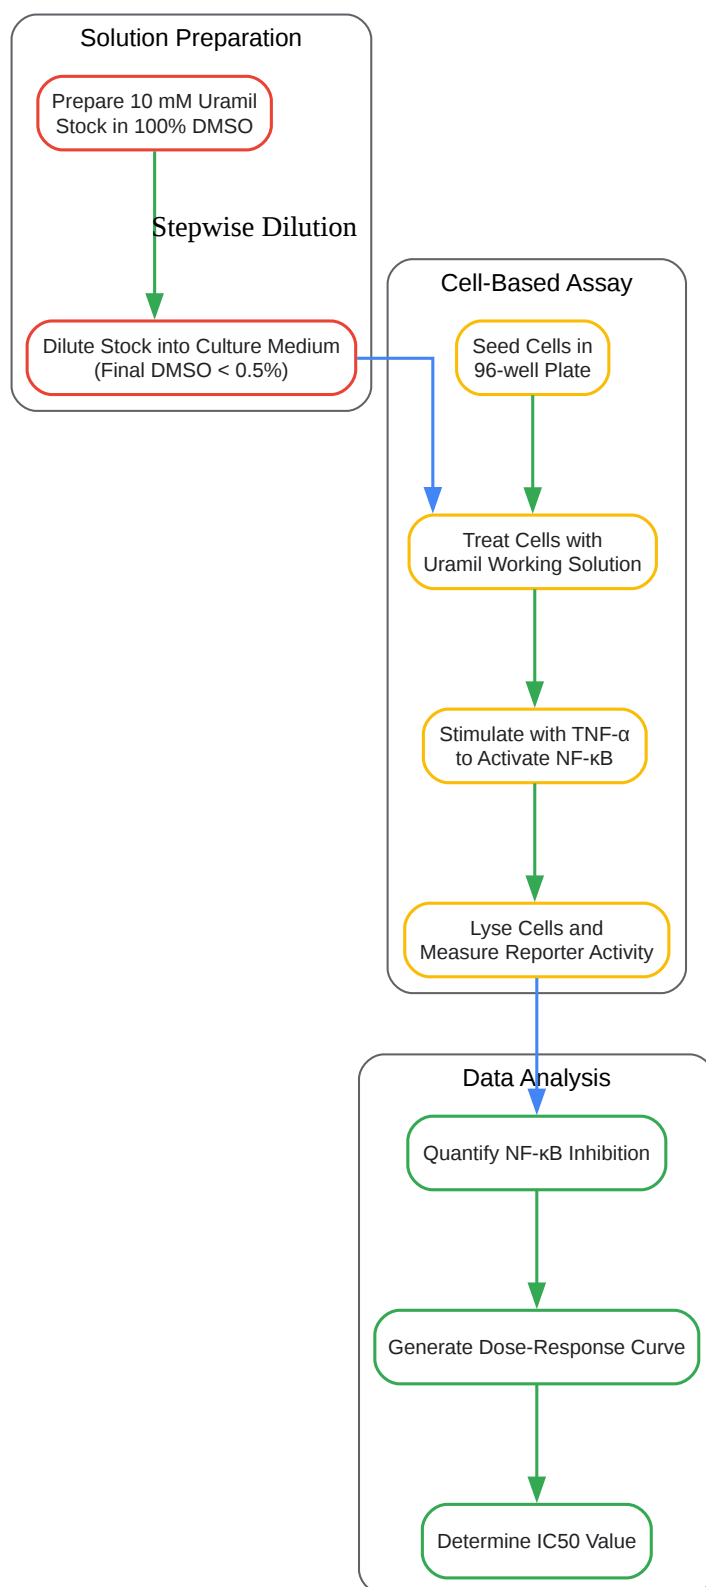 Solution Preparation
Prepare 10 mM Uramil
Stock in 100% DMSO
Stepwise Dilution
Dilute Stock into Culture Medium
(Final DMSO < 0.5%)
Cell-Based Assay
Seed Cells in
96-well Plate
Treat Cells with
Uramil Working Solution
Stimulate with TNF-α
to Activate NF-κB
Lyse Cells and
Measure Reporter Activity
Data Analysis
Quantify NF-κB Inhibition
Generate Dose-Response Curve
Determine IC50 Value